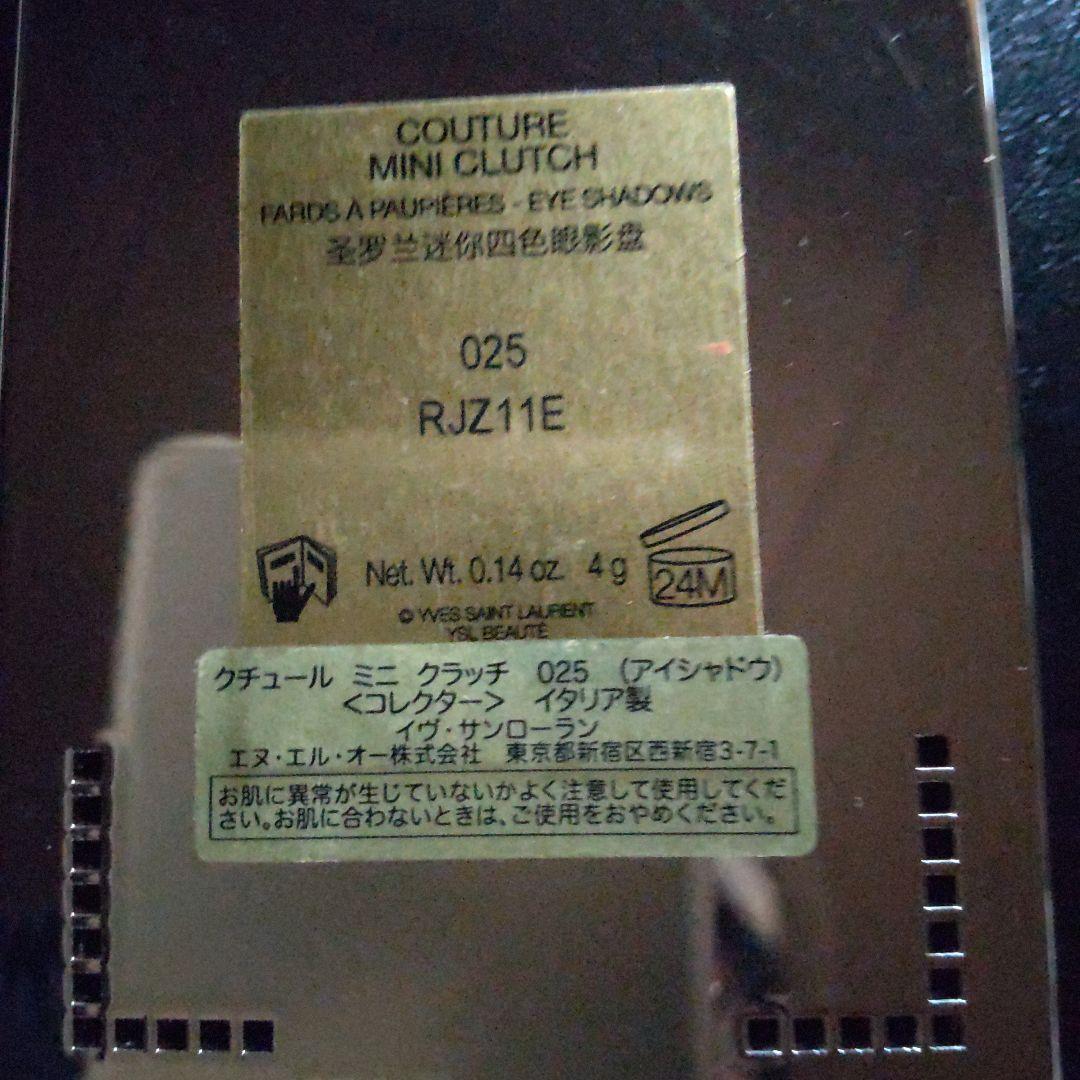 COUTURE
MINI CLUTCH
FARDS À PAUPIÈRES - EYE SHADOWS
圣罗兰迷你四色眼影盘
025
RJZ11E
Net. Wt. 0.14 oz. 4 g
24M
© YVES SAINT LAURENT
YSL BEAUTÉ
クチュール ミニ クラッチ 025 (アイシャドウ)
<コレクター> イタリア製
イヴ・サンローラン
エヌ・エル・オー株式会社 東京都新宿区西新宿3-7-1
お肌に異常が生じていないかよく注意して使用してくだ
さい。お肌に合わないときは、ご使用をおやめください。